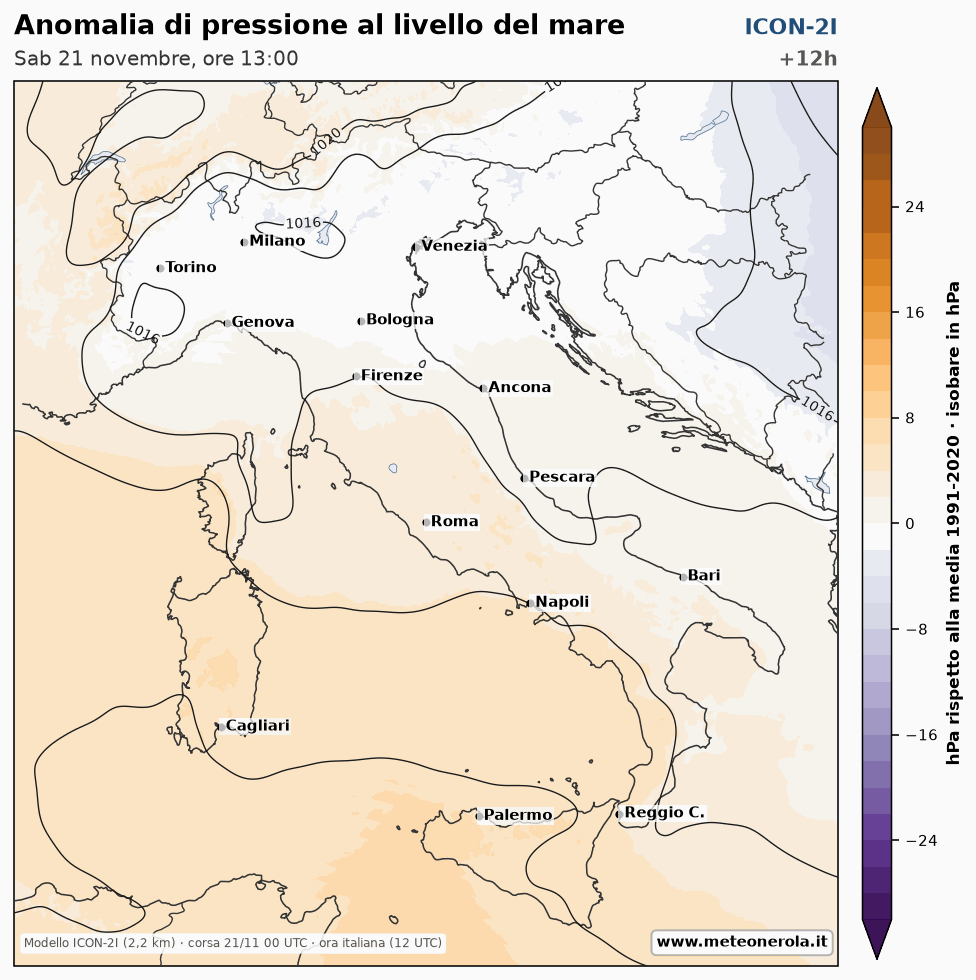 Anomalia di pressione al livello del mare
ICON-2I
Sab 21 novembre, ore 13:00
+12h
1020
1016
Milano
Venezia
Torino
1016
Genova
Bologna
Firenze
Ancona
1016
Pescara
Roma
Bari
Napoli
Cagliari
Palermo
Reggio C.
24
16
8
0
−8
−16
−24
hPa rispetto alla media 1991-2020 · isobare in hPa
Modello ICON-2I (2,2 km) · corsa 21/11 00 UTC · ora italiana (12 UTC)
www.meteonerola.it